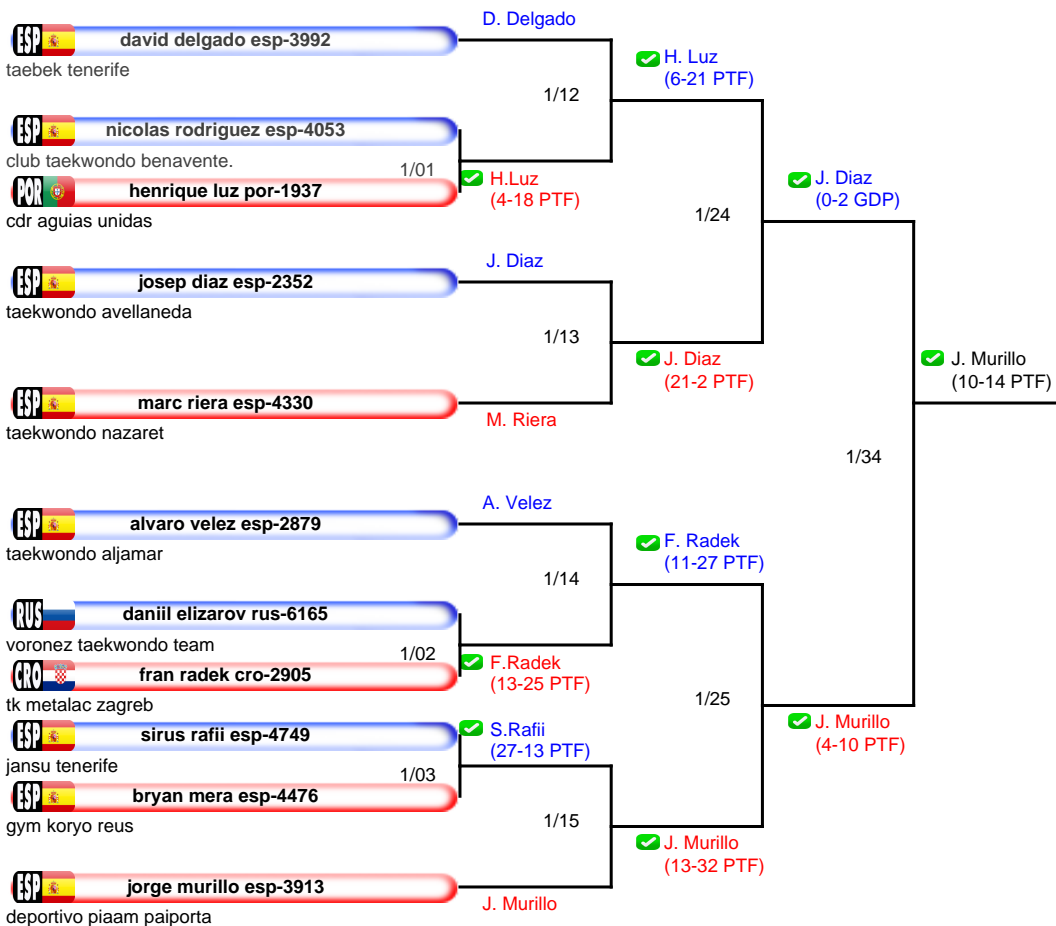 D. Delgado
ESP
david delgado esp-3992
taebek tenerife
H. Luz
(6-21 PTF)
1/12
ESP
nicolas rodriguez esp-4053
club taekwondo benavente.
1/01
POR
henrique luz por-1937
cdr aguias unidas
H.Luz
(4-18 PTF)
J. Diaz
(0-2 GDP)
1/24
J. Diaz
ESP
josep diaz esp-2352
taekwondo avellaneda
1/13
J. Diaz
(21-2 PTF)
J. Murillo
(10-14 PTF)
ESP
marc riera esp-4330
taekwondo nazaret
M. Riera
1/34
A. Velez
ESP
alvaro velez esp-2879
taekwondo aljamar
F. Radek
(11-27 PTF)
1/14
RUS
daniil elizarov rus-6165
voronez taekwondo team
1/02
CRO
fran radek cro-2905
tk metalac zagreb
F.Radek
(13-25 PTF)
1/25
ESP
sirus rafii esp-4749
jansu tenerife
S.Rafii
(27-13 PTF)
J. Murillo
(4-10 PTF)
1/03
ESP
bryan mera esp-4476
gym koryo reus
1/15
J. Murillo
(13-32 PTF)
ESP
jorge murillo esp-3913
deportivo piaam paiporta
J. Murillo